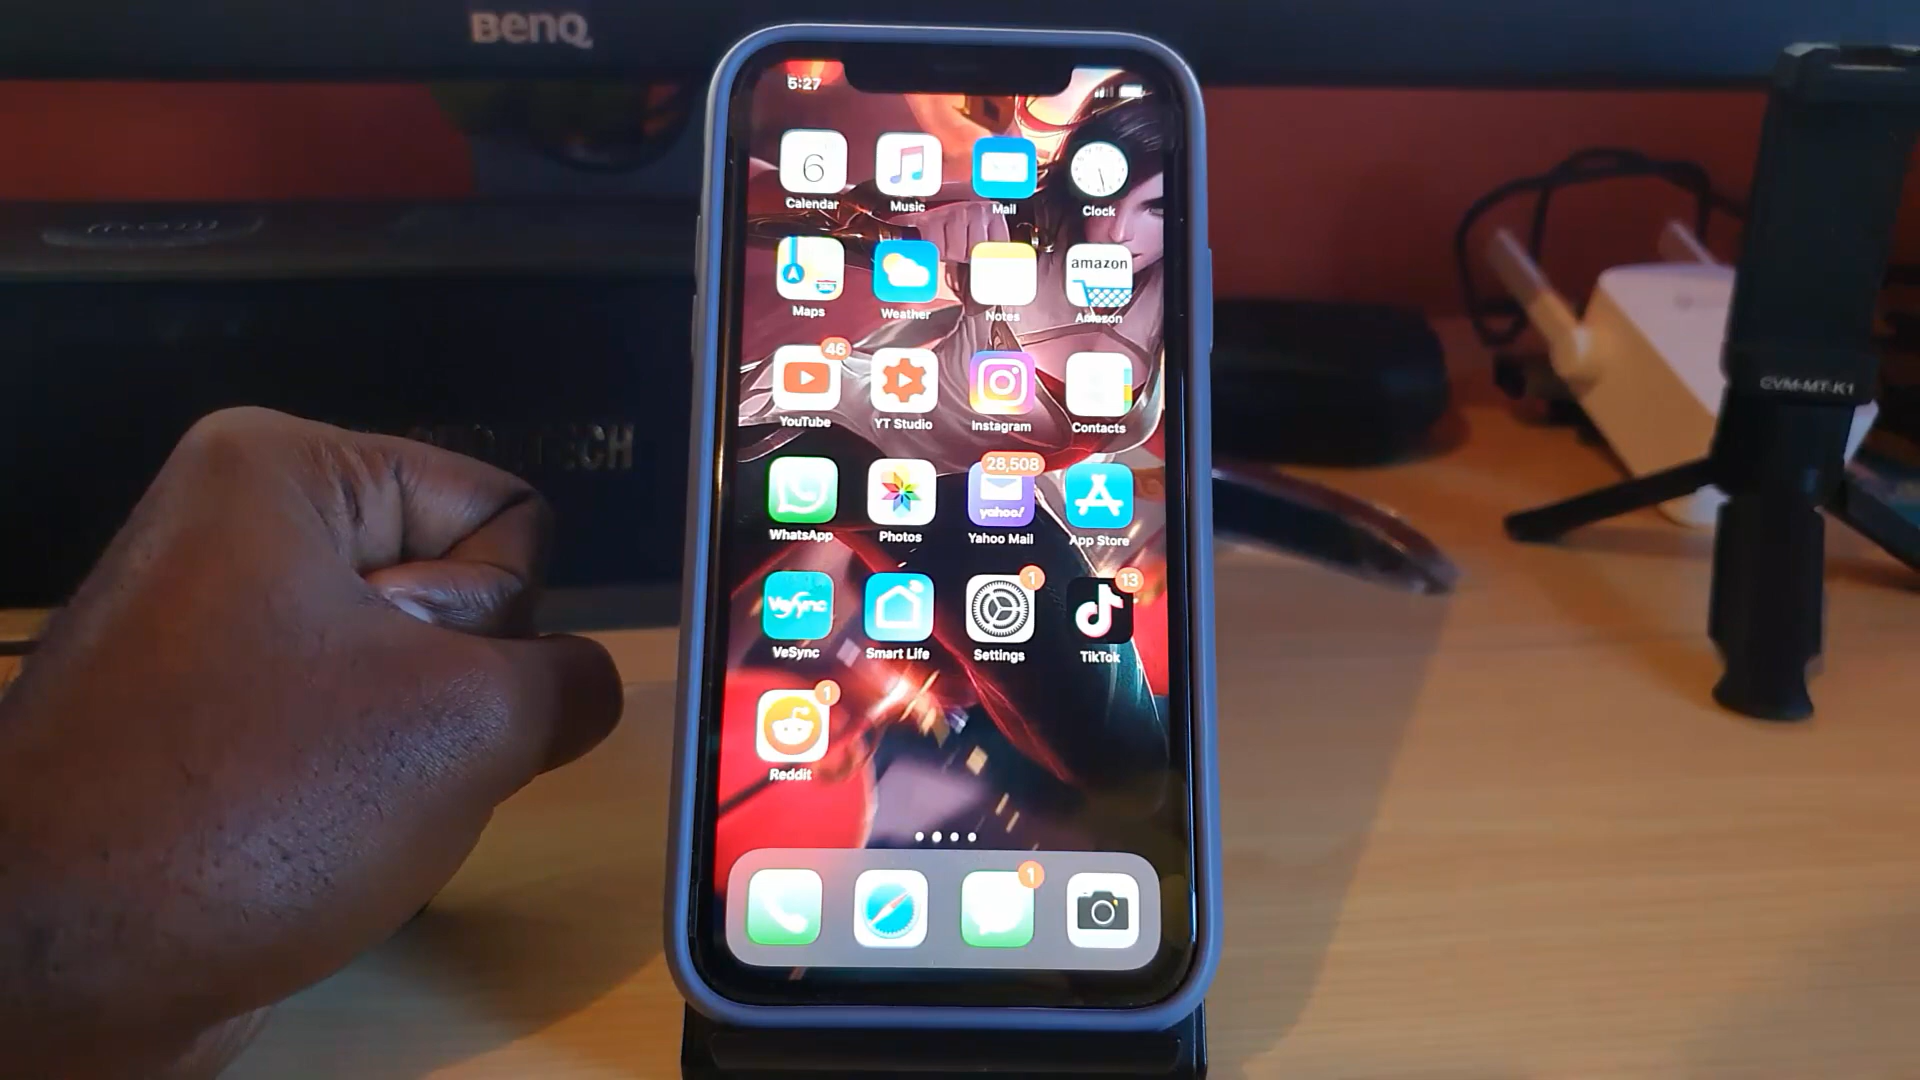 BenQ
5:27
6
Calendar
Music
Mail
Clock
Maps
Weather
Notes
amazon
Amazon
46
YouTube
YT Studio
Instagram
Contacts
28,508
yahoo!
WhatsApp
Photos
Yahoo Mail
App Store
VeSync
1
13
VeSync
Smart Life
Settings
TikTok
1
Reddit
1
CVM-MT-K1